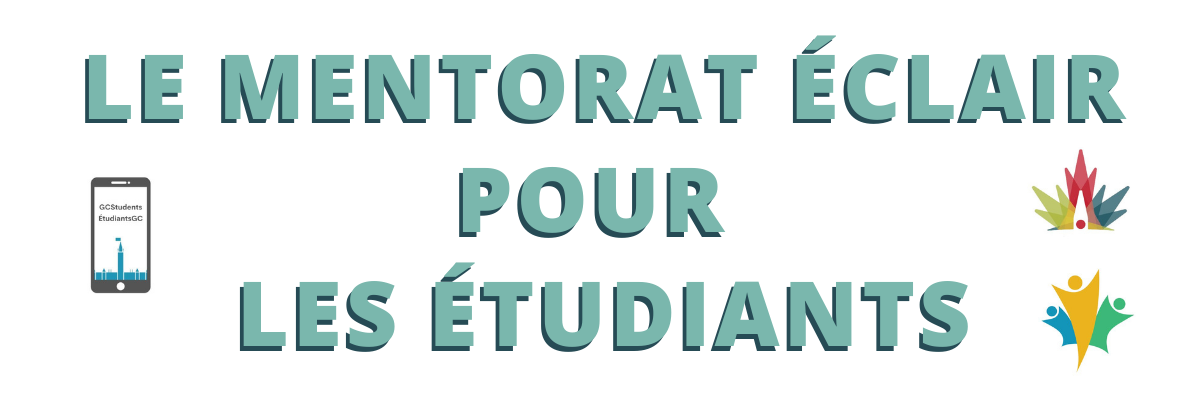 LE MENTORAT ÉCLAIR
POUR
LES ÉTUDIANTS
GCStudents
ÉtudiantsGC